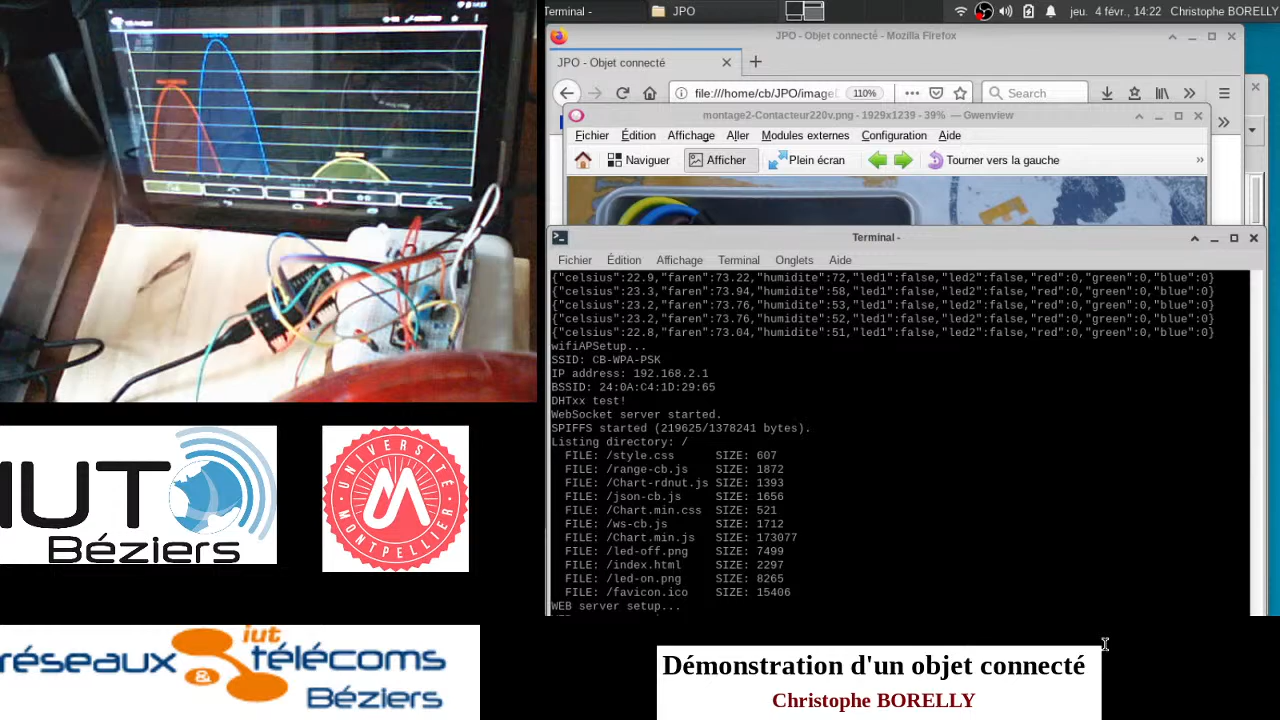 Terminal -
JPO
jeu. 4 févr., 14:22 Christophe BORELLY
JPO - Objet connecté - Mozilla Firefox
JPO - Objet connecté
file:///home/cb/JPO/image
110%
Search
montage2-Contacteur220v.png - 1929x1239 - 39% — Gwenview
Fichier Édition Affichage Aller Modules externes Configuration Aide
Naviguer Afficher Plein écran Tourner vers la gauche
Terminal -
Fichier Édition Affichage Terminal Onglets Aide
{"celsius":22.9,"faren":73.22,"humidite":72,"led1":false,"led2":false,"red":0,"green":0,"blue":0}
{"celsius":23.3,"faren":73.94,"humidite":58,"led1":false,"led2":false,"red":0,"green":0,"blue":0}
{"celsius":23.2,"faren":73.76,"humidite":53,"led1":false,"led2":false,"red":0,"green":0,"blue":0}
{"celsius":23.2,"faren":73.76,"humidite":52,"led1":false,"led2":false,"red":0,"green":0,"blue":0}
{"celsius":22.8,"faren":73.04,"humidite":51,"led1":false,"led2":false,"red":0,"green":0,"blue":0}
wifiAPSetup...
SSID: CB-WPA-PSK
IP address: 192.168.2.1
BSSID: 24:0A:C4:1D:29:65
DHTxx test!
WebSocket server started.
SPIFFS started (219625/1378241 bytes).
Listing directory: /
FILE: /style.css SIZE: 607
FILE: /range-cb.js SIZE: 1872
FILE: /Chart-rdnut.js SIZE: 1393
FILE: /json-cb.js SIZE: 1656
FILE: /Chart.min.css SIZE: 521
FILE: /ws-cb.js SIZE: 1712
FILE: /Chart.min.js SIZE: 173077
FILE: /led-off.png SIZE: 7499
FILE: /index.html SIZE: 2297
FILE: /led-on.png SIZE: 8265
FILE: /favicon.ico SIZE: 15406
WEB server setup...
IUT
Béziers
UNIVERSITÉ
MONTPELLIER
iut
réseaux & télécoms
Béziers
Démonstration d'un objet connecté
Christophe BORELLY